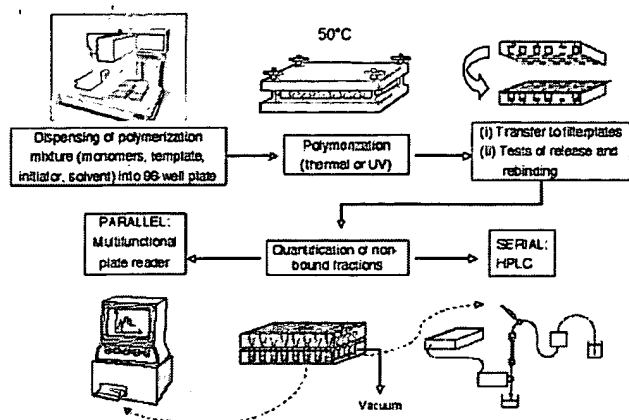 50°C
Dispensing of polymerization
mixture (monomers, template,
initiator, solvent) into 96-well plate
Polymerization
(thermal or UV)
(i) Transfer to filterplates
(ii) Tests of release and
rebinding
PARALLEL:
Multifunctional
plate reader
Quantification of non-
bound fractions
SERIAL:
HPLC
Vacuum